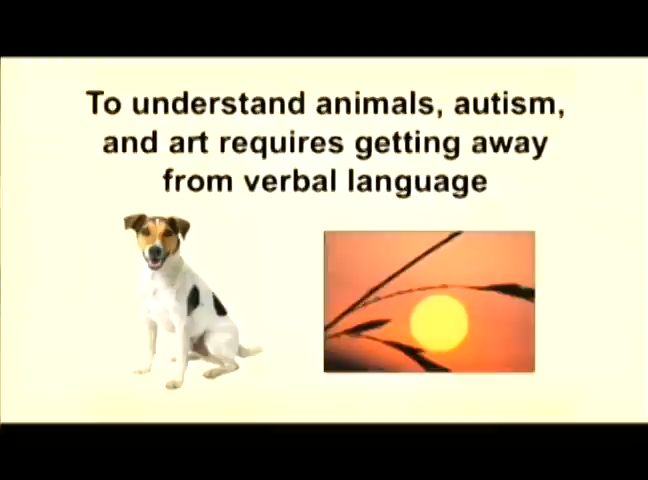 To understand animals, autism,
and art requires getting away
from verbal language